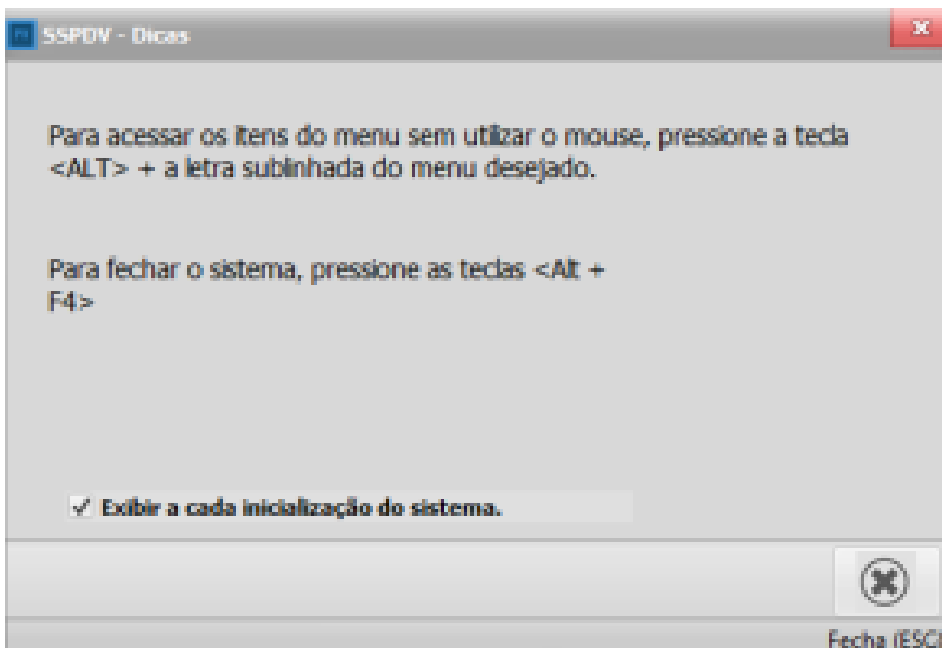 SSPDV - Dicas
Para acessar os itens do menu sem utilizar o mouse, pressione a tecla
<ALT> + a letra sublinhada do menu desejado.
Para fechar o sistema, pressione as teclas <Alt +
F4>
Exibir a cada inicialização do sistema.
Fecha (ESC)